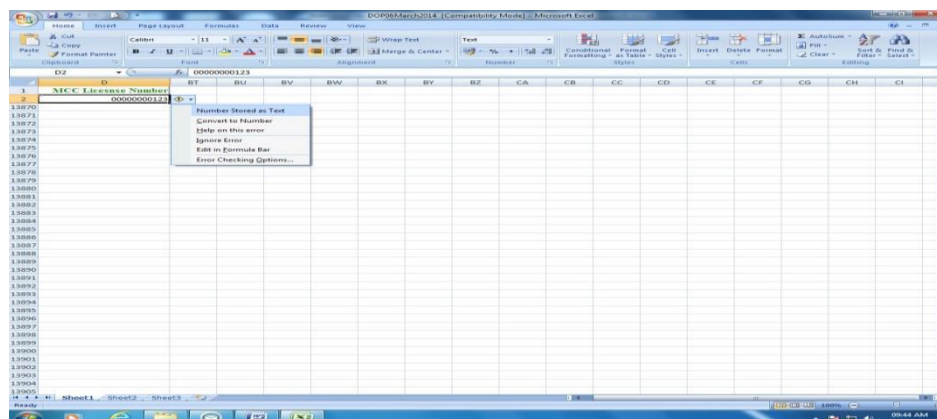 DOP06March2014 [Compatibility Mode] - Microsoft Excel
Home Insert Page Layout Formulas Data Review View
Cut
Copy
Format Painter
Paste
Calibri 11
Wrap Text
Merge & Center
Text
Conditional Formatting
Format as Table
Cell Styles
Insert Delete Format
AutoSum
Fill
Clear
Sort & Filter
Find & Select
Clipboard Font Alignment Number Styles Cells Editing
D2 fx 00000000123
D BT BU BV BW BX BY BZ CA CB CC CD CE CF CG CH CI
1 MCC Licesnse Number
2 00000000123
Number Stored as Text
Convert to Number
Help on this error
Ignore Error
Edit in Formula Bar
Error Checking Options...
13870
13871
13872
13873
13874
13875
13876
13877
13878
13879
13880
13881
13882
13883
13884
13885
13886
13887
13888
13889
13890
13891
13892
13893
13894
13895
13896
13897
13898
13899
13900
13901
13902
13903
13904
13905
Sheet1 Sheet2 Sheet3
Ready 100%
09:44 AM